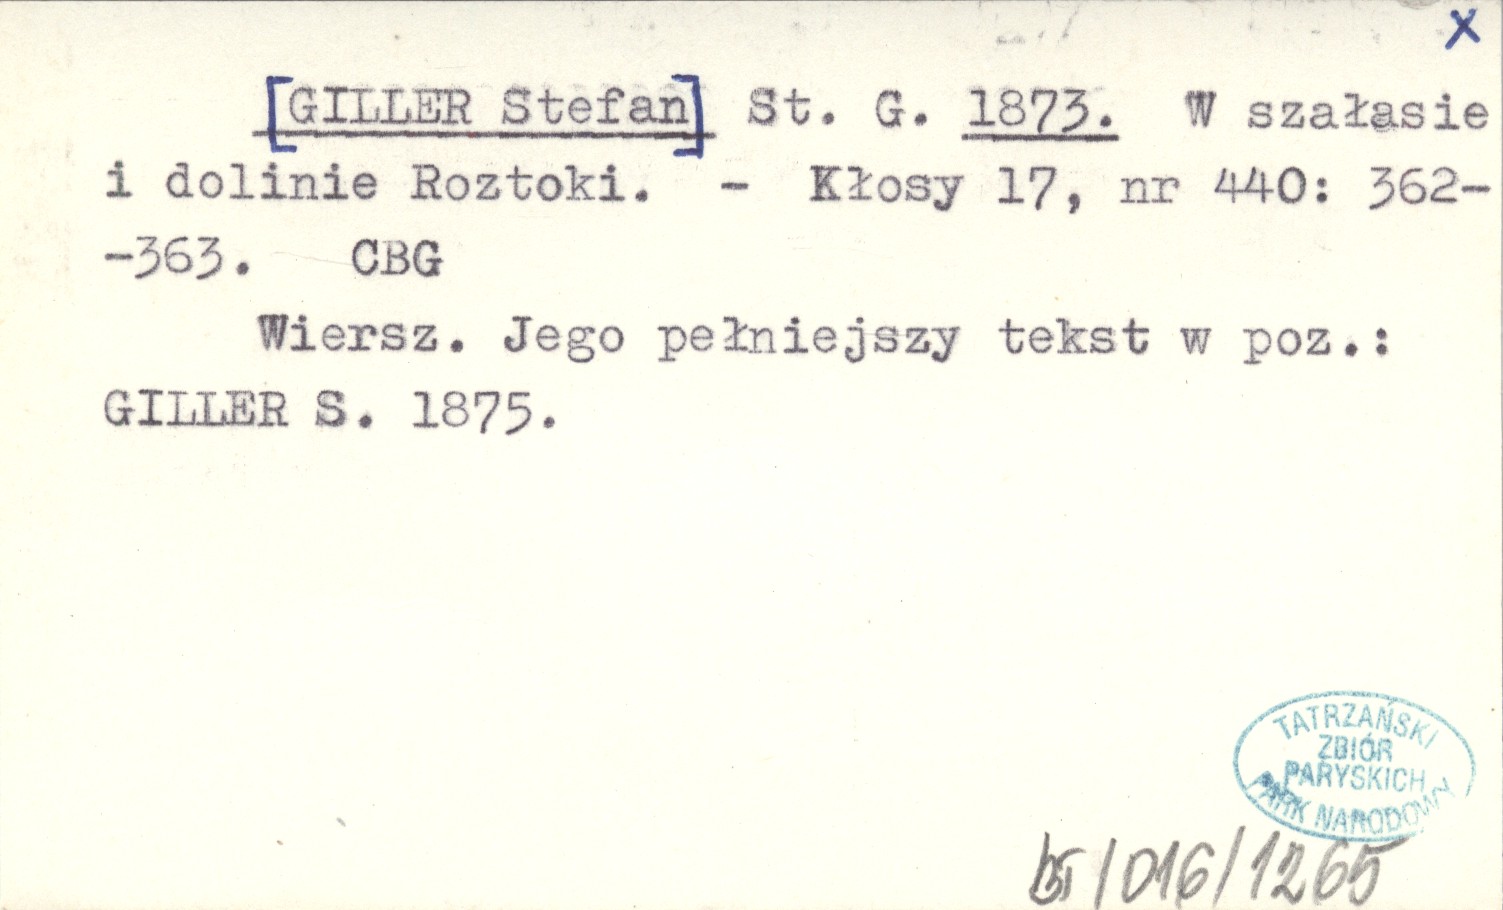 X
[GILLER Stefan] St. G. 1873. W szałasie
i dolinie Roztoki. - Kłosy 17, nr 440: 362-
-363. CBG
Wiersz. Jego pełniejszy tekst w poz.:
GILLER S. 1875.
TATRZAŃSKI
ZBIÓR
PARYSKICH
PARK NARODOWY
/016/1265